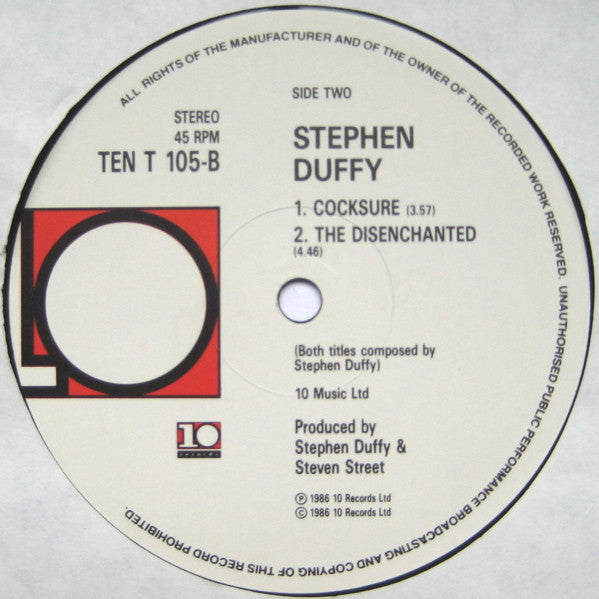 ALL RIGHTS OF THE MANUFACTURER AND OF THE OWNER OF THE RECORDED WORK RESERVED. UNAUTHORISED PUBLIC PERFORMANCE BROADCASTING AND COPYING OF THIS RECORD PROHIBITED.
STEREO
45 RPM
TEN T 105-B
SIDE TWO
STEPHEN
DUFFY
1. COCKSURE (3.57)
2. THE DISENCHANTED
(4.46)
(Both titles composed by
Stephen Duffy)
10 Music Ltd
Produced by
Stephen Duffy &
Steven Street
Ⓟ 1986 10 Records Ltd
© 1986 10 Records Ltd
10
10
records